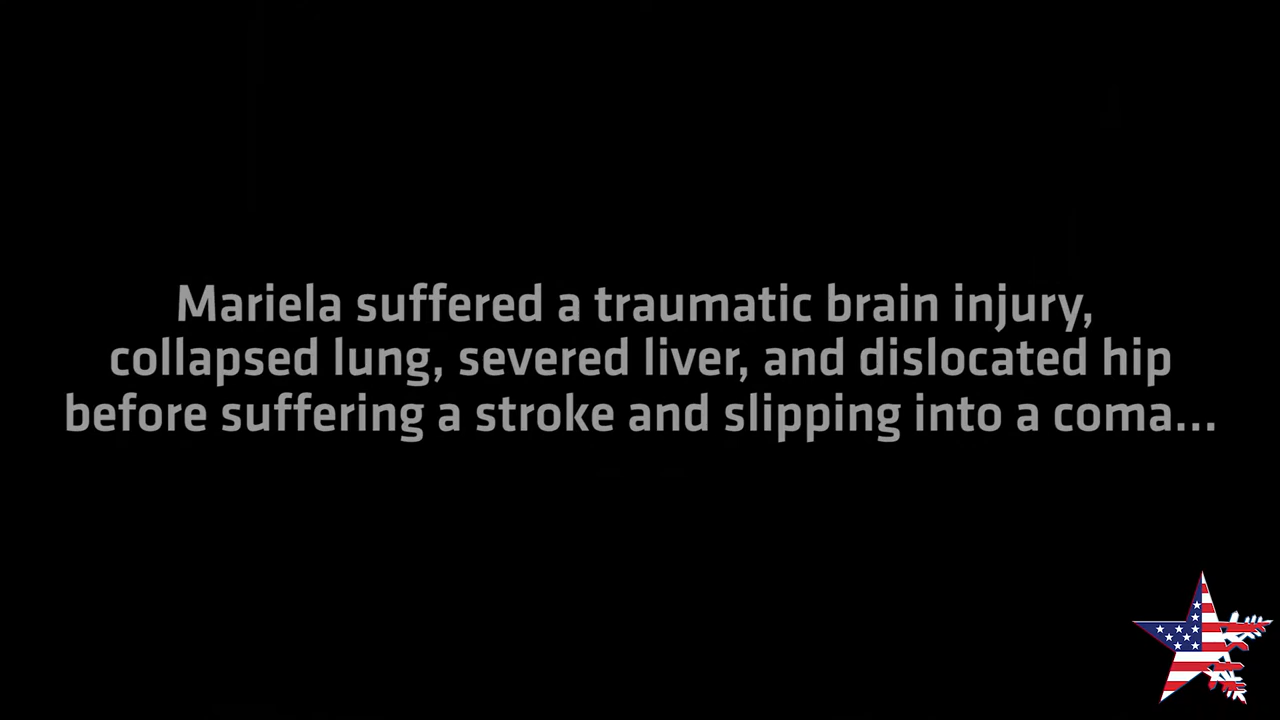 Mariela suffered a traumatic brain injury,
collapsed lung, severed liver, and dislocated hip
before suffering a stroke and slipping into a coma...